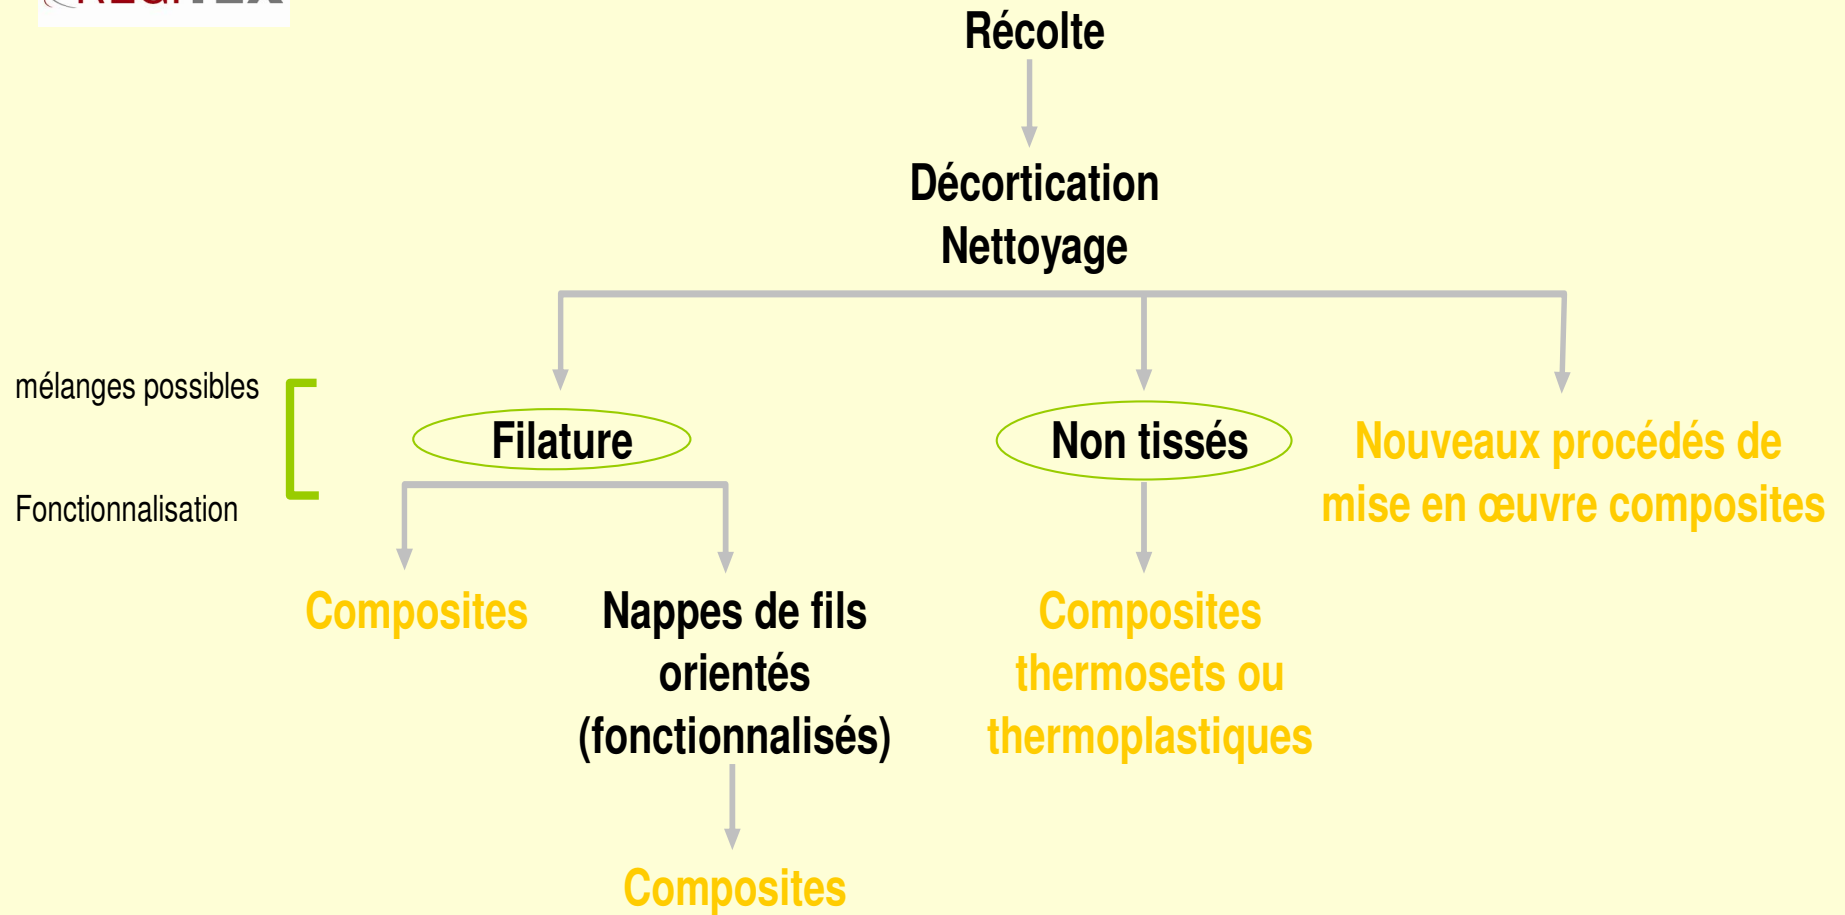 Récolte
Décortication
Nettoyage
mélanges possibles
Fonctionnalisation
Filature
Non tissés
Nouveaux procédés de
mise en œuvre composites
Composites
Nappes de fils
orientés
(fonctionnalisés)
Composites
thermosets ou
thermoplastiques
Composites